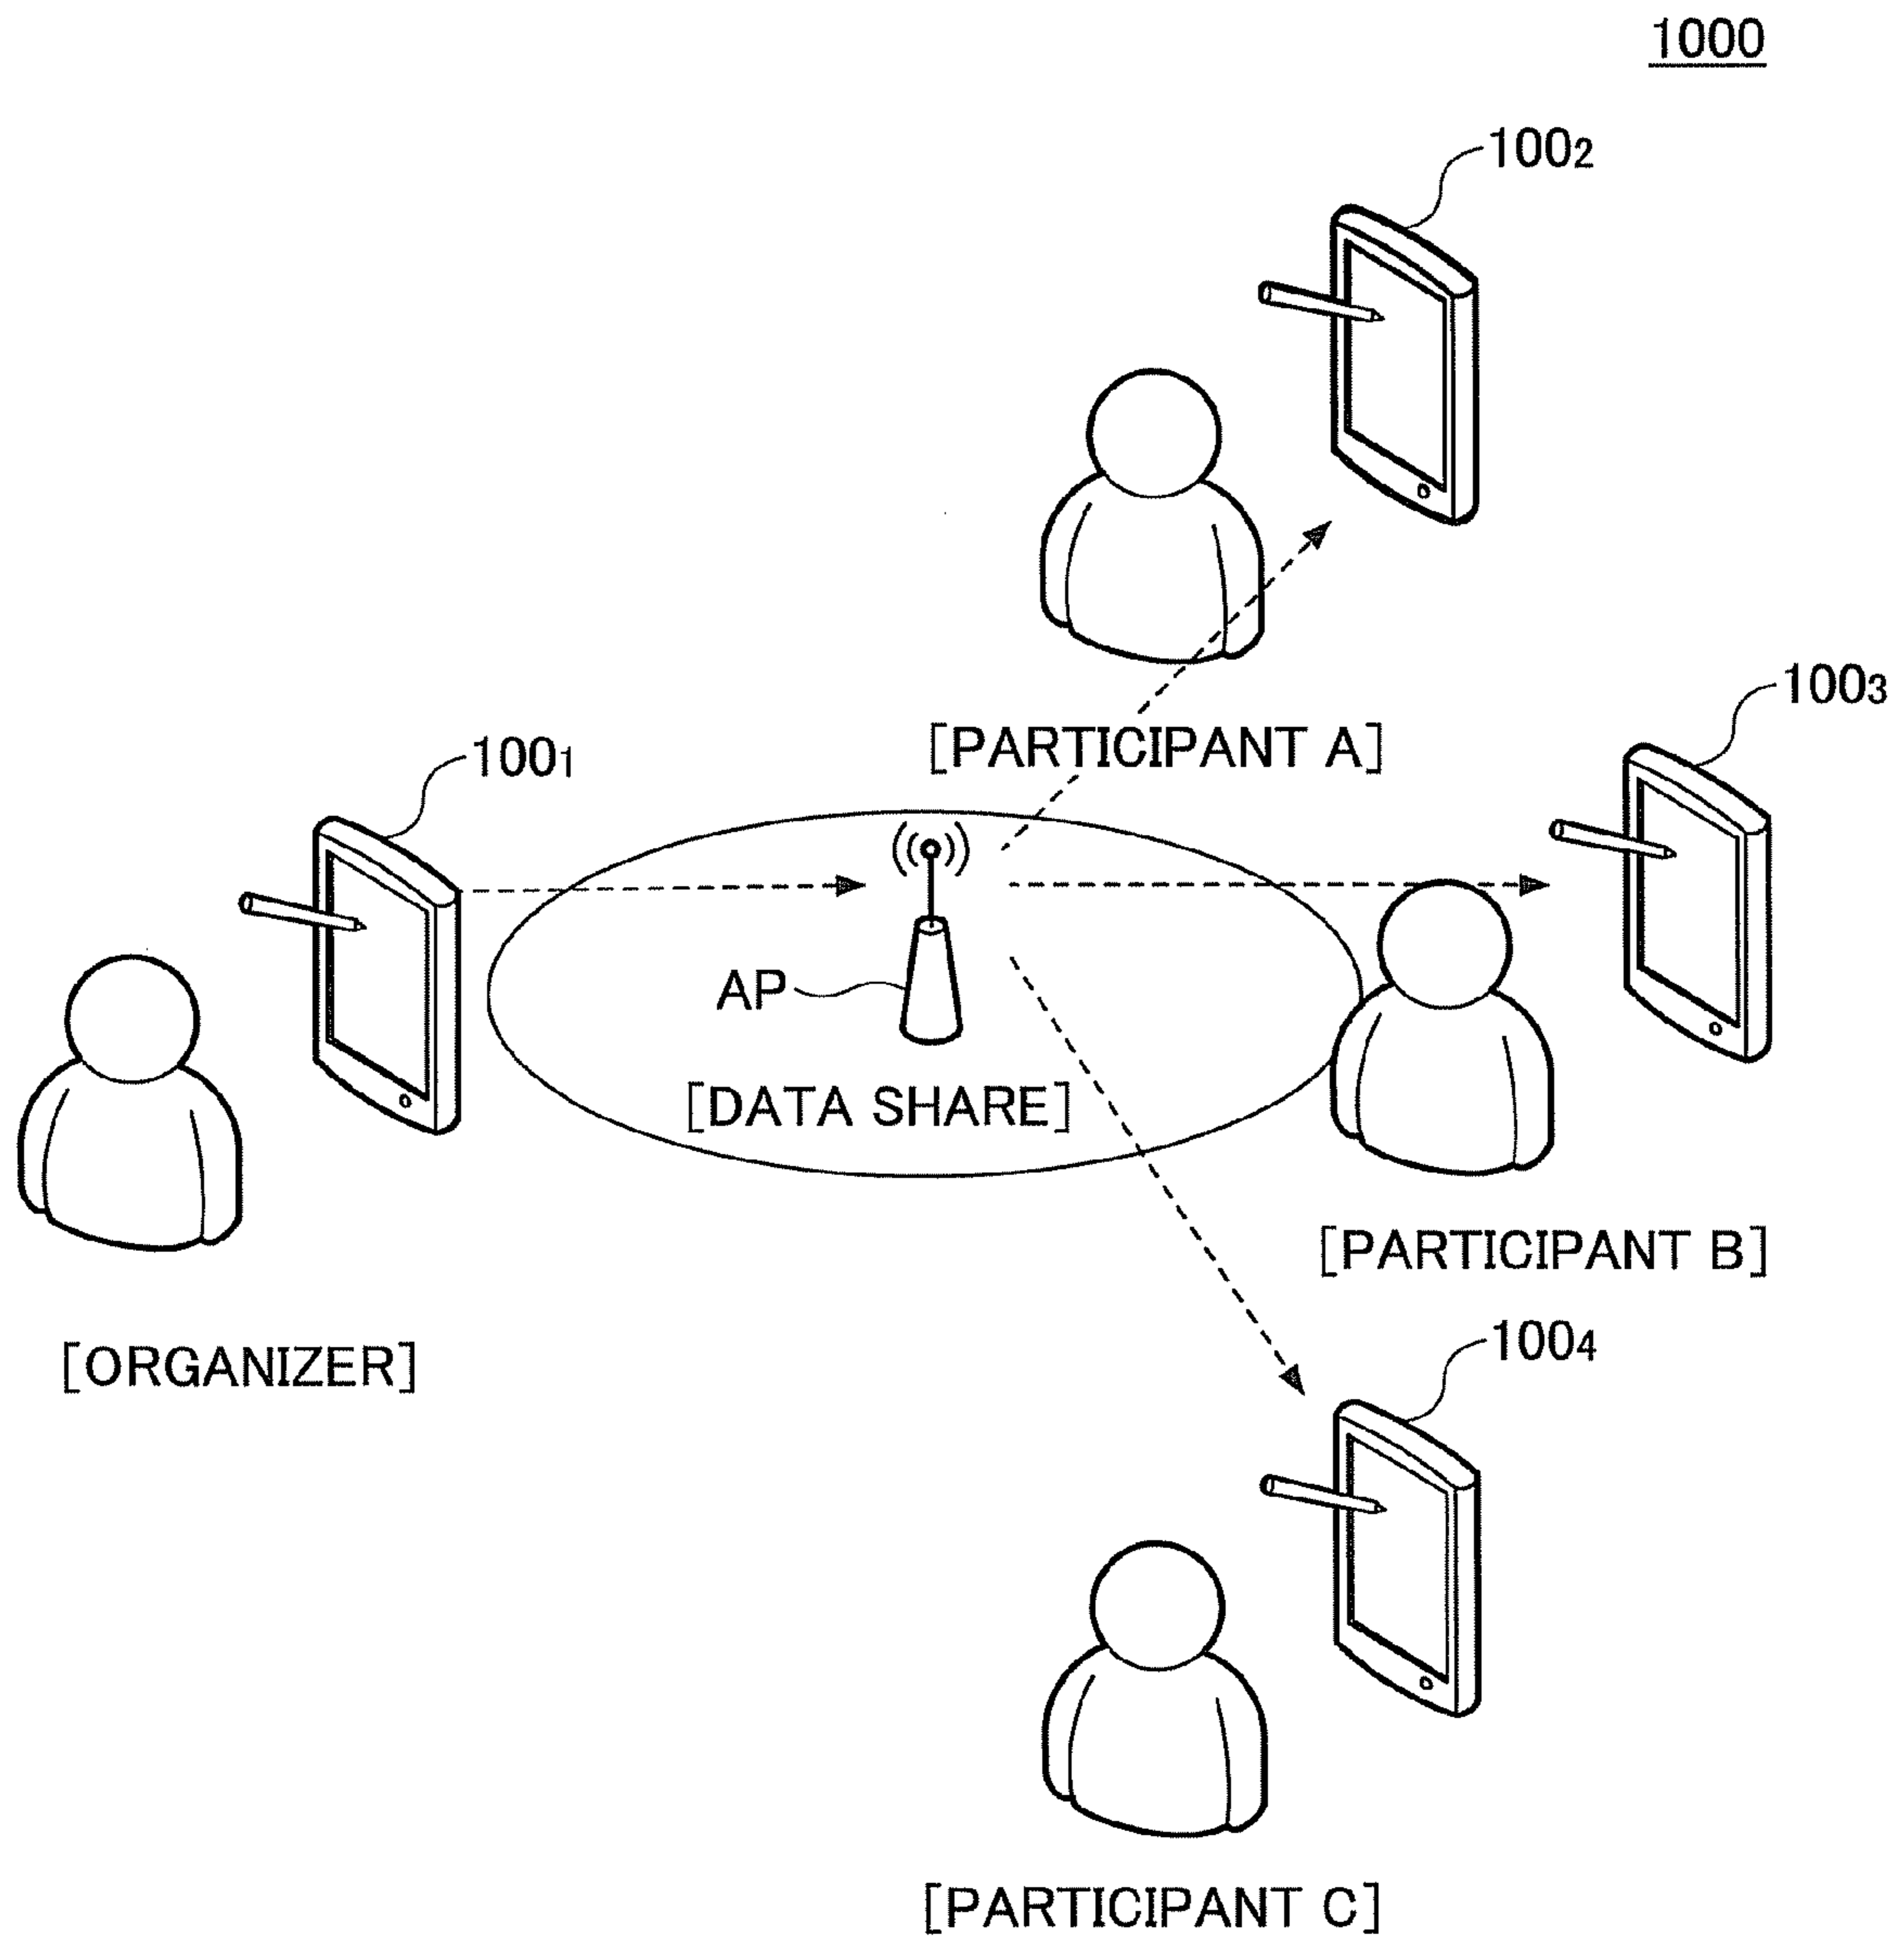 1000
100₂
100₃
[PARTICIPANT A]
100₁
AP
[DATA SHARE]
[PARTICIPANT B]
100₄
[ORGANIZER]
[PARTICIPANT C]